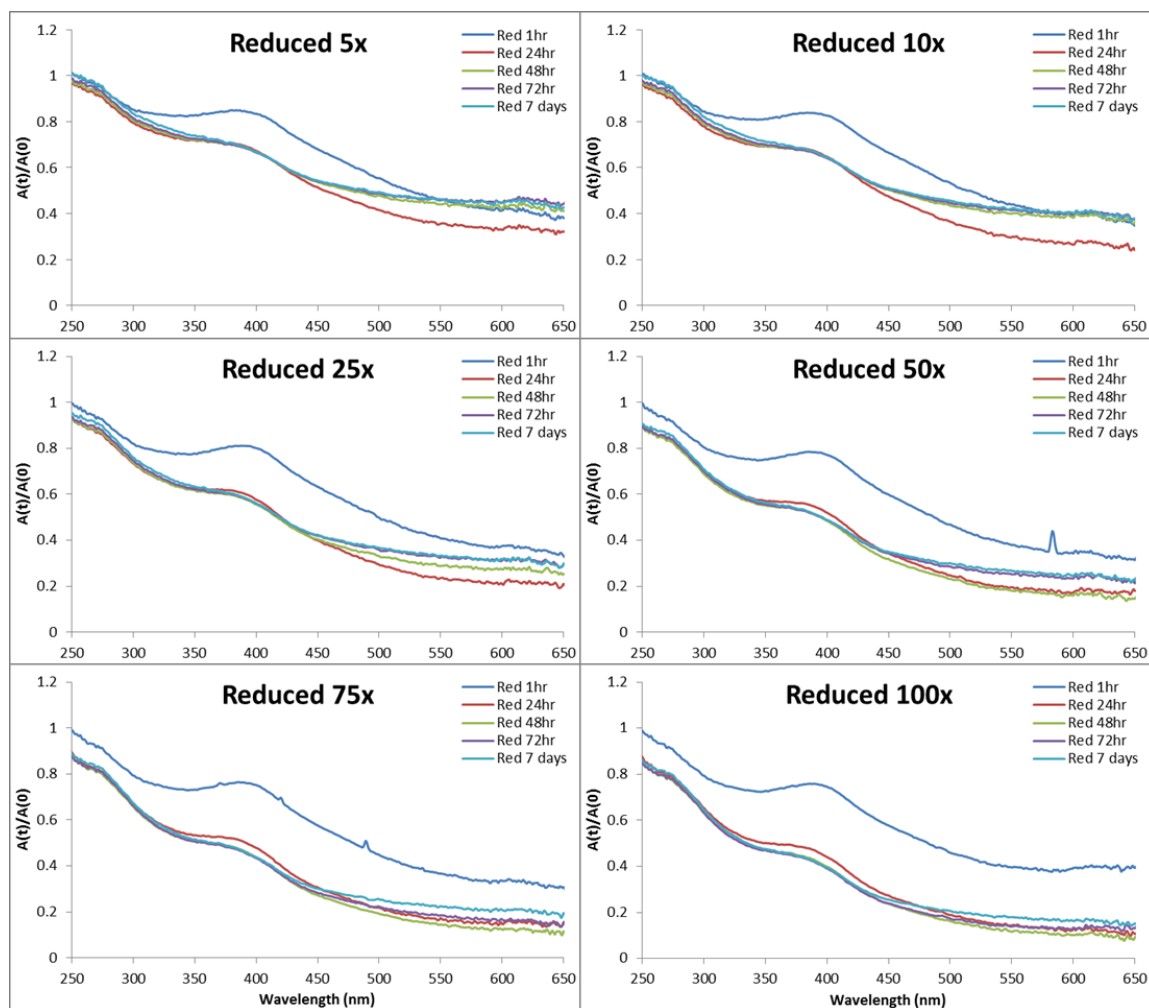 Reduced 5x
Red 1hr
Red 24hr
Red 48hr
Red 72hr
Red 7 days
A(t)/A(0)
1.2
1
0.8
0.6
0.4
0.2
0
250 300 350 400 450 500 550 600 650
Reduced 10x
Red 1hr
Red 24hr
Red 48hr
Red 72hr
Red 7 days
A(t)/A(0)
1.2
1
0.8
0.6
0.4
0.2
0
250 300 350 400 450 500 550 600 650
Reduced 25x
Red 1hr
Red 24hr
Red 48hr
Red 72hr
Red 7 days
A(t)/A(0)
1.2
1
0.8
0.6
0.4
0.2
0
250 300 350 400 450 500 550 600 650
Reduced 50x
Red 1hr
Red 24hr
Red 48hr
Red 72hr
Red 7 days
A(t)/A(0)
1.2
1
0.8
0.6
0.4
0.2
0
250 300 350 400 450 500 550 600 650
Reduced 75x
Red 1hr
Red 24hr
Red 48hr
Red 72hr
Red 7 days
A(t)/A(0)
1.2
1
0.8
0.6
0.4
0.2
0
250 300 350 400 450 500 550 600 650
Wavelength (nm)
Reduced 100x
Red 1hr
Red 24hr
Red 48hr
Red 72hr
Red 7 days
A(t)/A(0)
1.2
1
0.8
0.6
0.4
0.2
0
250 300 350 400 450 500 550 600 650
Wavelength (nm)